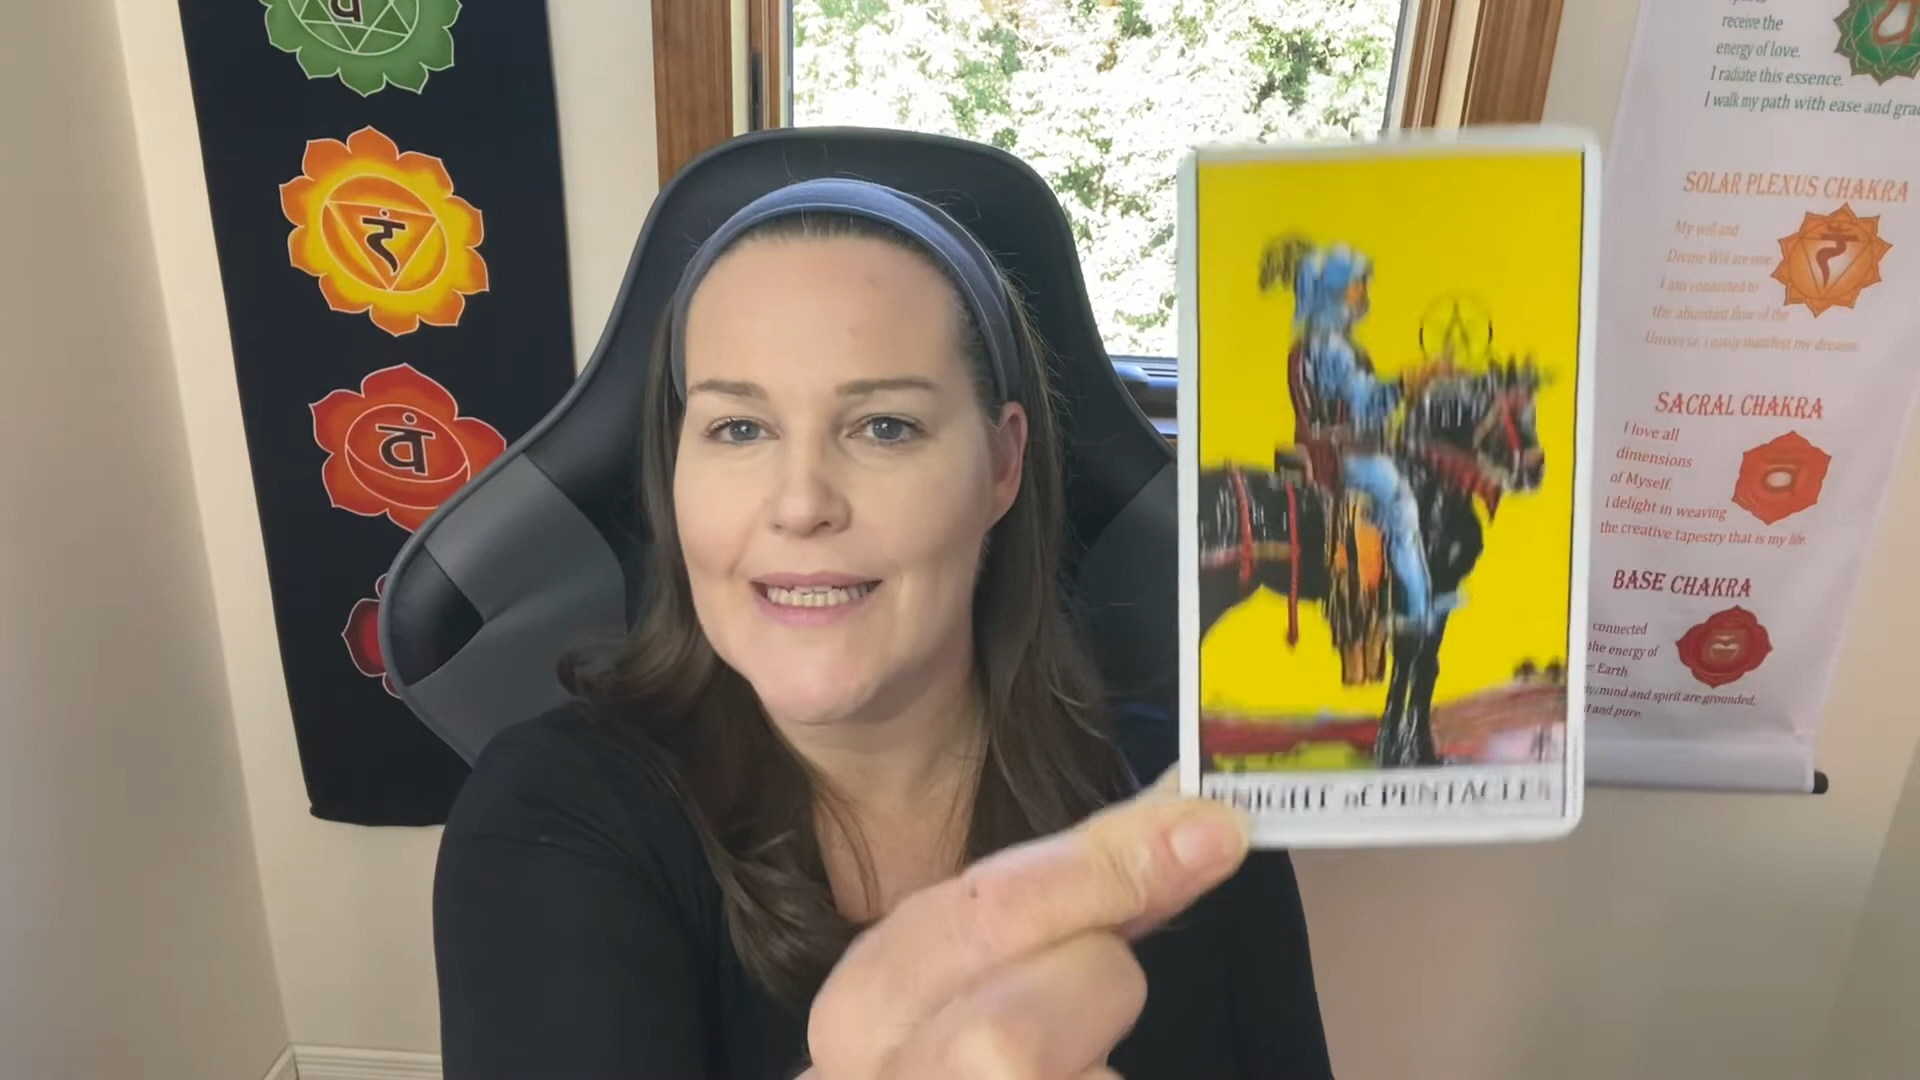 receive the
energy of love.
I radiate this essence.
I walk my path with ease and grac
SOLAR PLEXUS CHAKRA
My will and
Divine Will are one.
I am connected to
the abundant flow of the
Universe. I easily manifest my dreams.
SACRAL CHAKRA
I love all
dimensions
of Myself.
I delight in weaving
the creative tapestry that is my life.
BASE CHAKRA
connected
the energy of
Earth
mind and spirit are grounded,
and pure.
KNIGHT of PENTACLES
यं
रं
वं